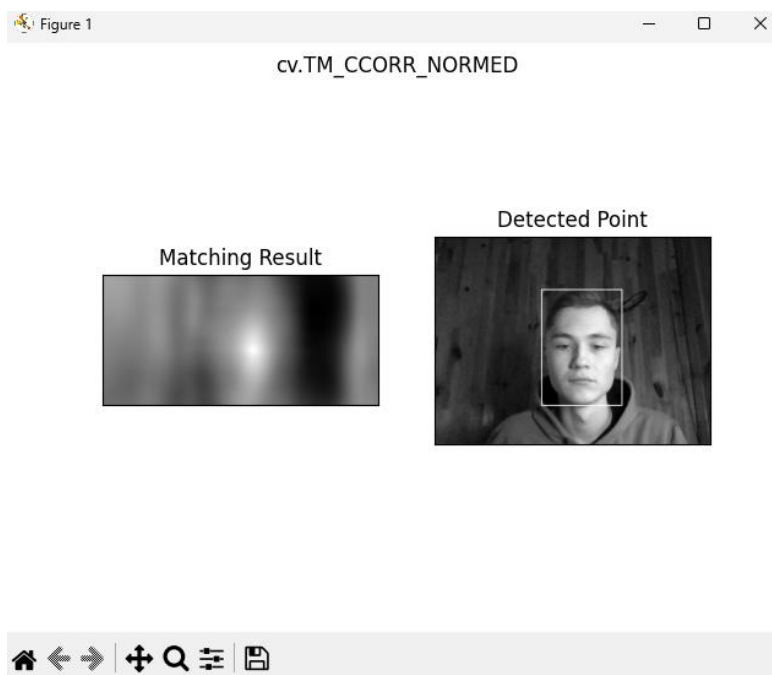 Figure 1
cv.TM_CCORR_NORMED
Matching Result
Detected Point